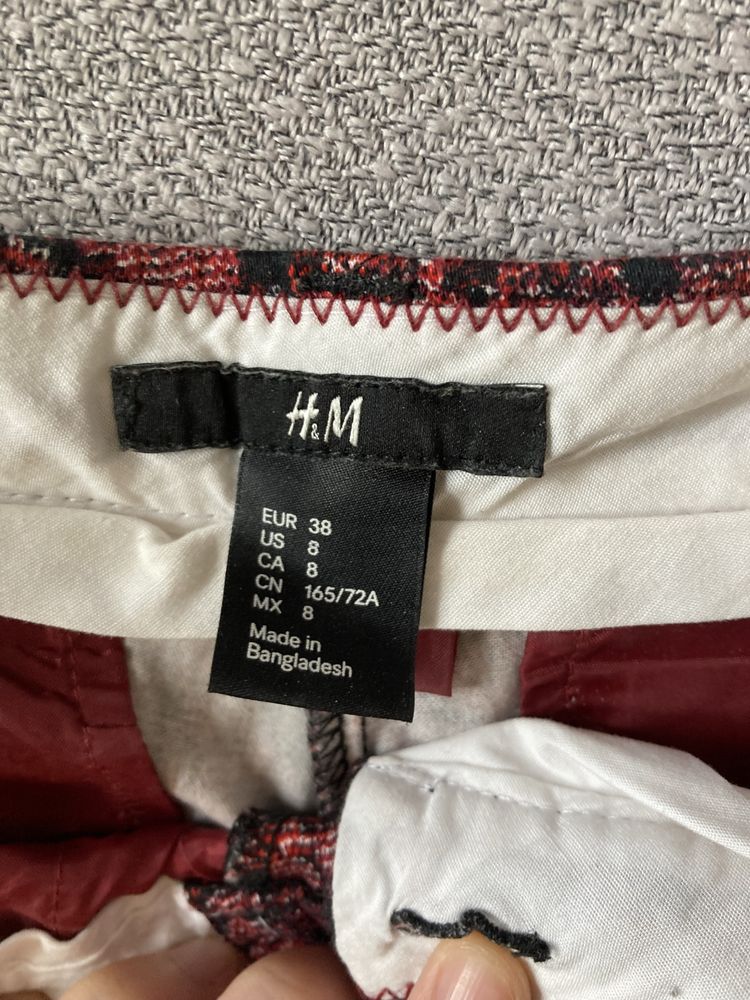 H&M
EUR 38
US 8
CA 8
CN 165/72A
MX 8
Made in
Bangladesh